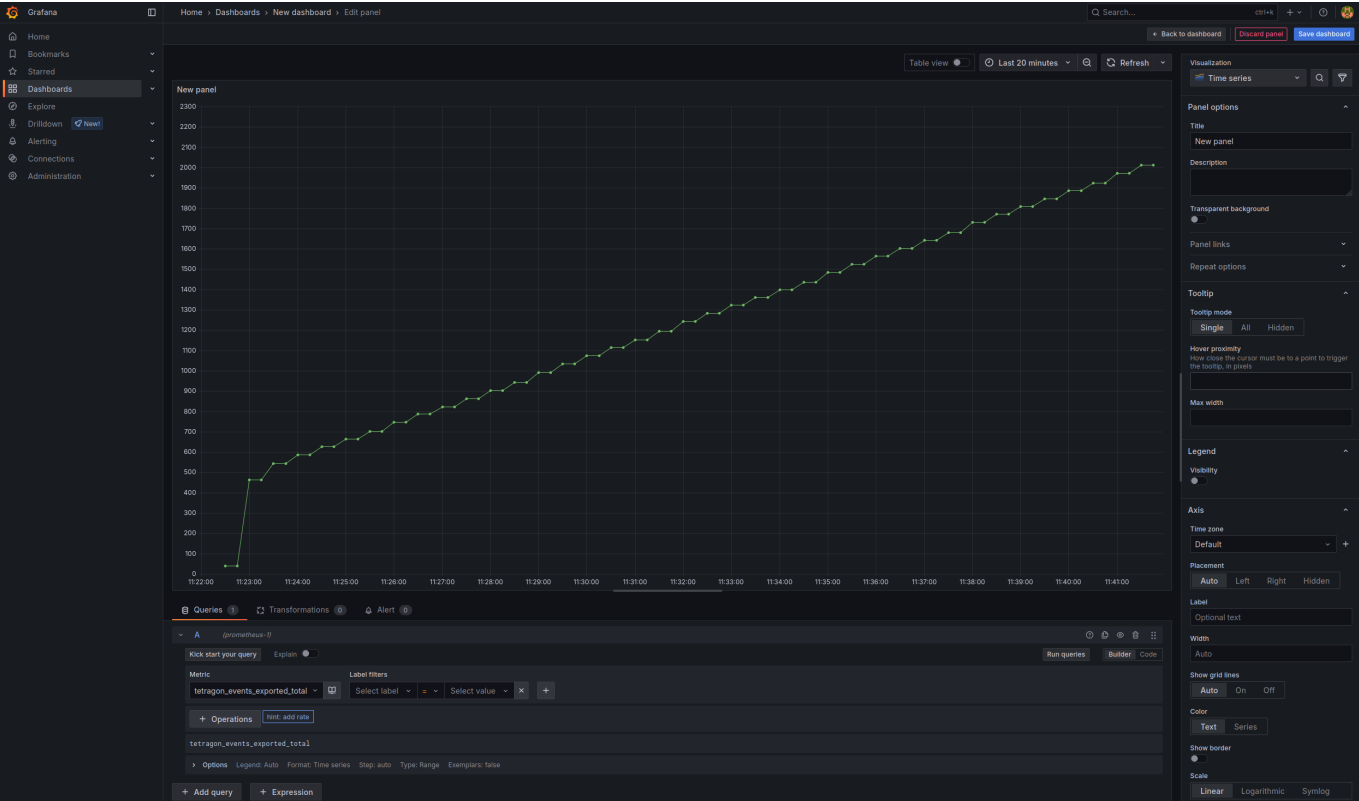 Grafana
Home › Dashboards › New dashboard › Edit panel
Search...
ctrl+k
Back to dashboard
Discard panel
Save dashboard
Home
Bookmarks
Starred
Dashboards
Explore
Drilldown New!
Alerting
Connections
Administration
Table view
Last 20 minutes
Refresh
New panel
2300
2200
2100
2000
1900
1800
1700
1600
1500
1400
1300
1200
1100
1000
900
800
700
600
500
400
300
200
100
0
11:22:00 11:23:00 11:24:00 11:25:00 11:26:00 11:27:00 11:28:00 11:29:00 11:30:00 11:31:00 11:32:00 11:33:00 11:34:00 11:35:00 11:36:00 11:37:00 11:38:00 11:39:00 11:40:00 11:41:00
Queries 1 Transformations 0 Alert 0
A (prometheus-1)
Kick start your query Explain Run queries Builder Code
Metric Label filters
tetragon_events_exported_total Select label = Select value × +
+ Operations hint: add rate
tetragon_events_exported_total
› Options Legend: Auto Format: Time series Step: auto Type: Range Exemplars: false
+ Add query + Expression
Visualization
Time series
Panel options
Title
New panel
Description
Transparent background
Panel links
Repeat options
Tooltip
Tooltip mode
Single All Hidden
Hover proximity
How close the cursor must be to a point to trigger
the tooltip, in pixels
Max width
Legend
Visibility
Axis
Time zone
Default
Placement
Auto Left Right Hidden
Label
Optional text
Width
Auto
Show grid lines
Auto On Off
Color
Text Series
Show border
Scale
Linear Logarithmic Symlog